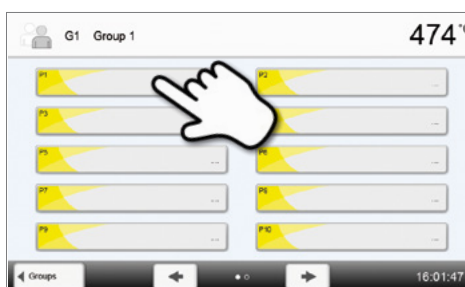 G1 Group 1 474 °C
P1 P2 ...
P3 ...
P5 ... P6 ...
P7 ... P8 ...
P9 ... P10 ...
Groups 16:01:47